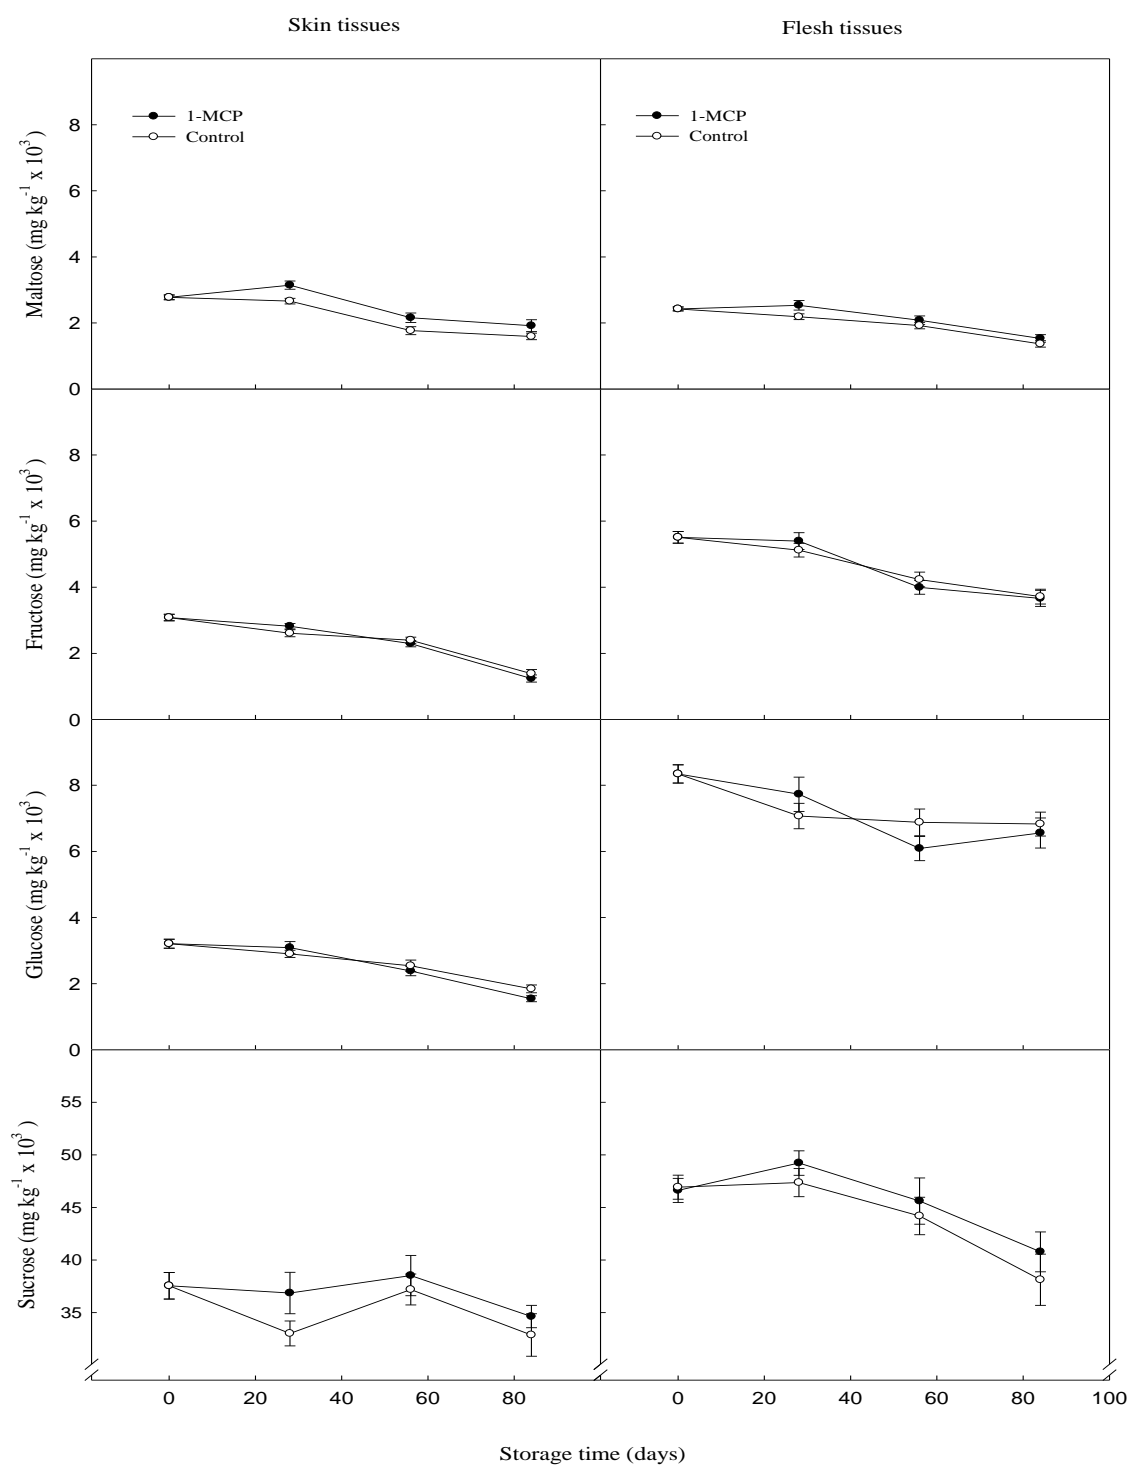 Skin tissues
Flesh tissues
1-MCP
Control
1-MCP
Control
Maltose (mg kg⁻¹ x 10³)
8
6
4
2
0
Fructose (mg kg⁻¹ x 10³)
8
6
4
2
0
Glucose (mg kg⁻¹ x 10³)
8
6
4
2
0
Sucrose (mg kg⁻¹ x 10³)
55
50
45
40
35
0 20 40 60 80 0 20 40 60 80 100
Storage time (days)